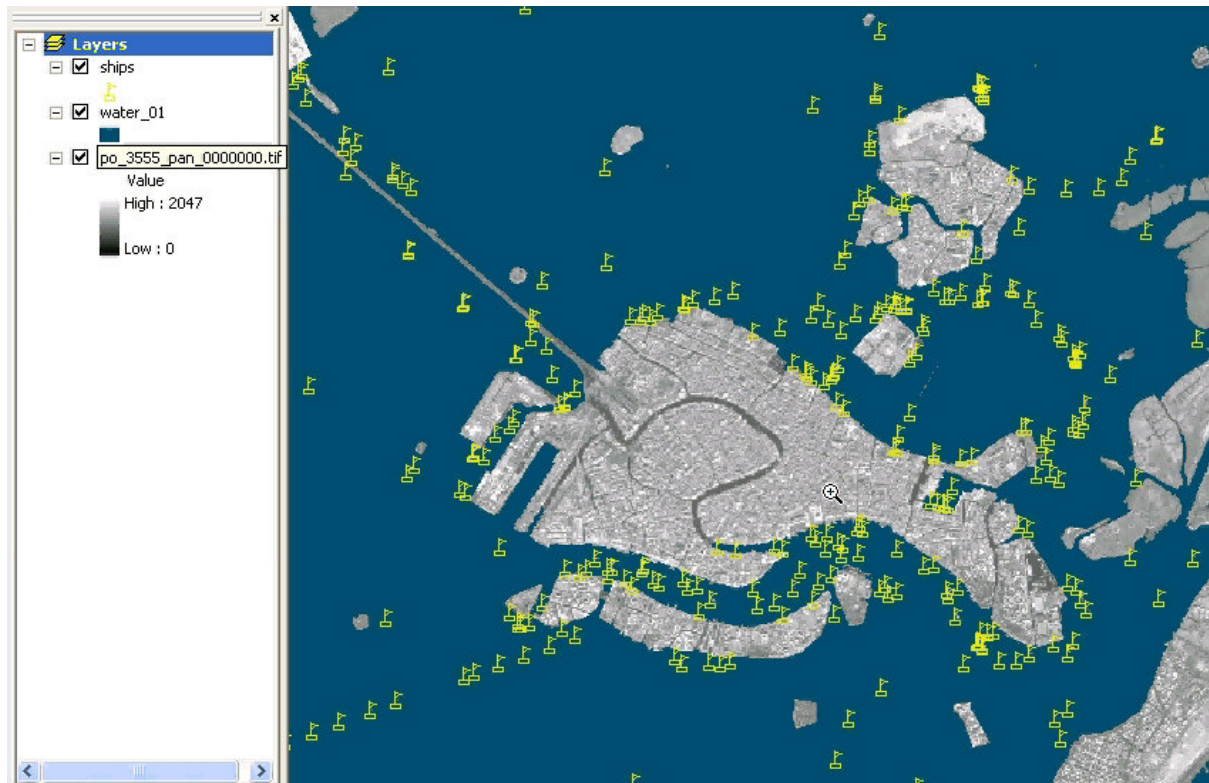 Layers
ships
water_01
po_3555_pan_0000000.tif
Value
High : 2047
Low : 0